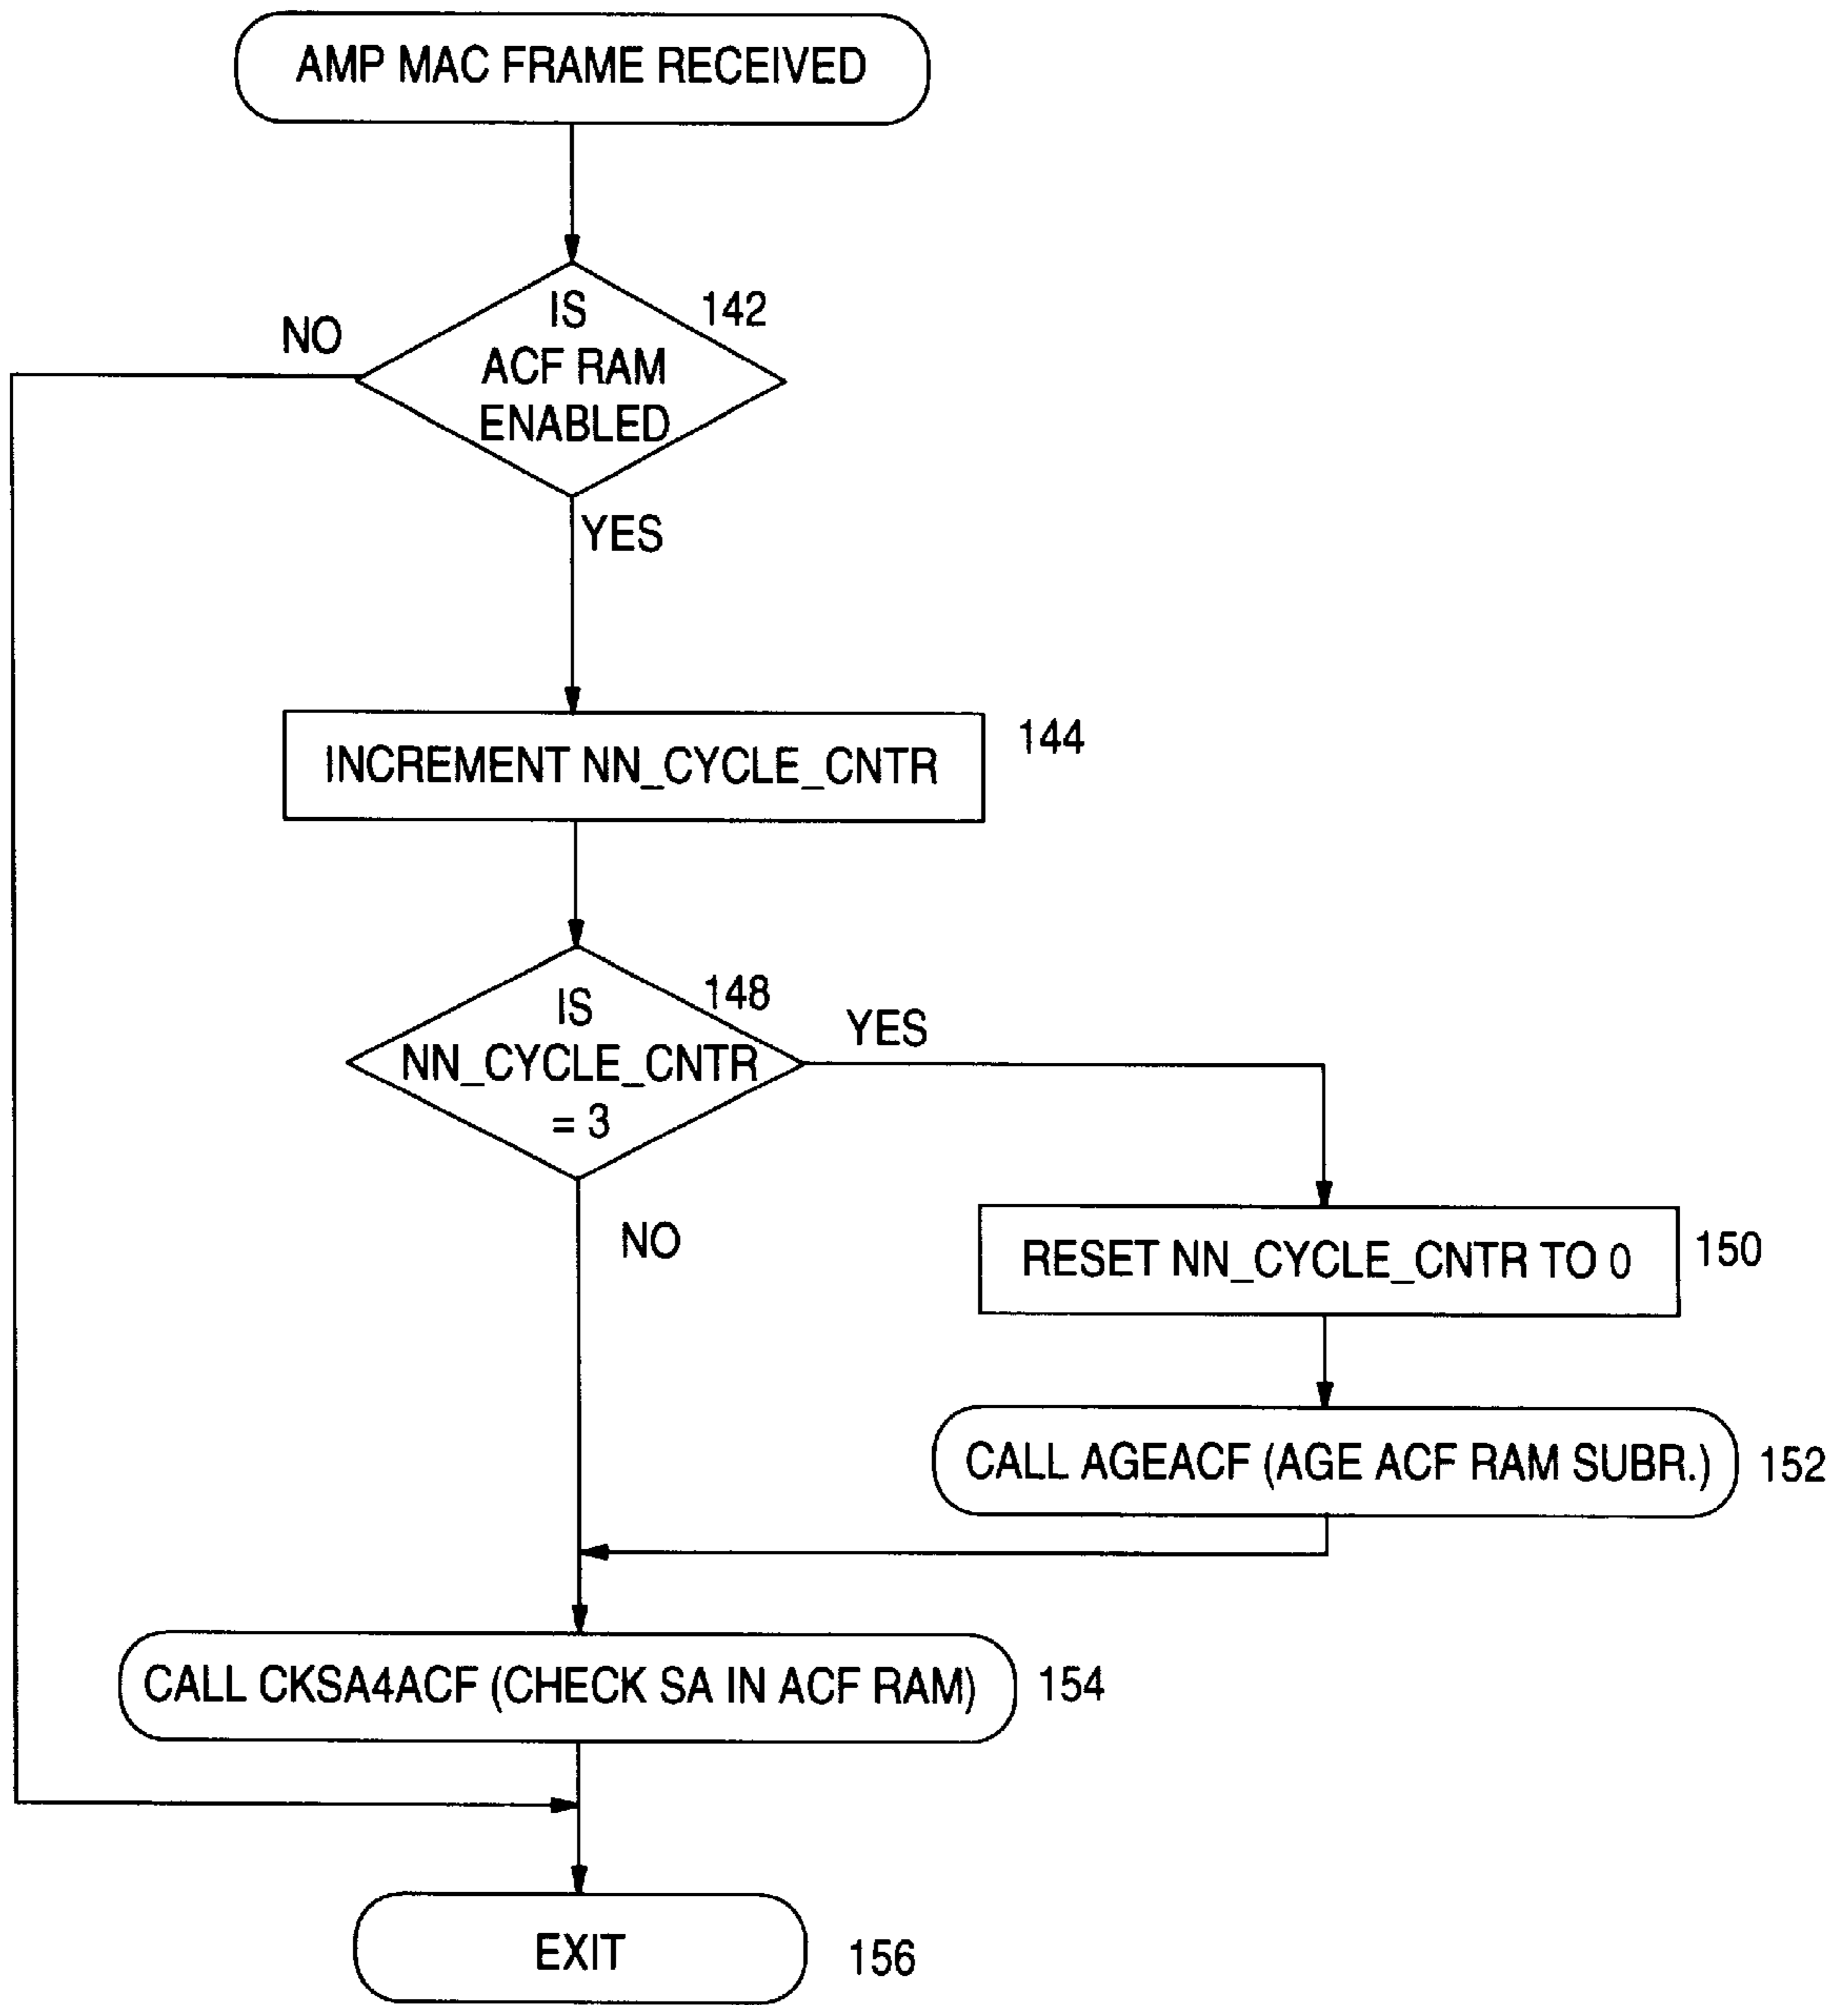 AMP MAC FRAME RECEIVED
IS
ACF RAM
ENABLED
142
NO
YES
INCREMENT NN_CYCLE_CNTR
144
IS
NN_CYCLE_CNTR
= 3
148
YES
NO
RESET NN_CYCLE_CNTR TO 0
150
CALL AGEACF (AGE ACF RAM SUBR.)
152
CALL CKSA4ACF (CHECK SA IN ACF RAM)
154
EXIT
156